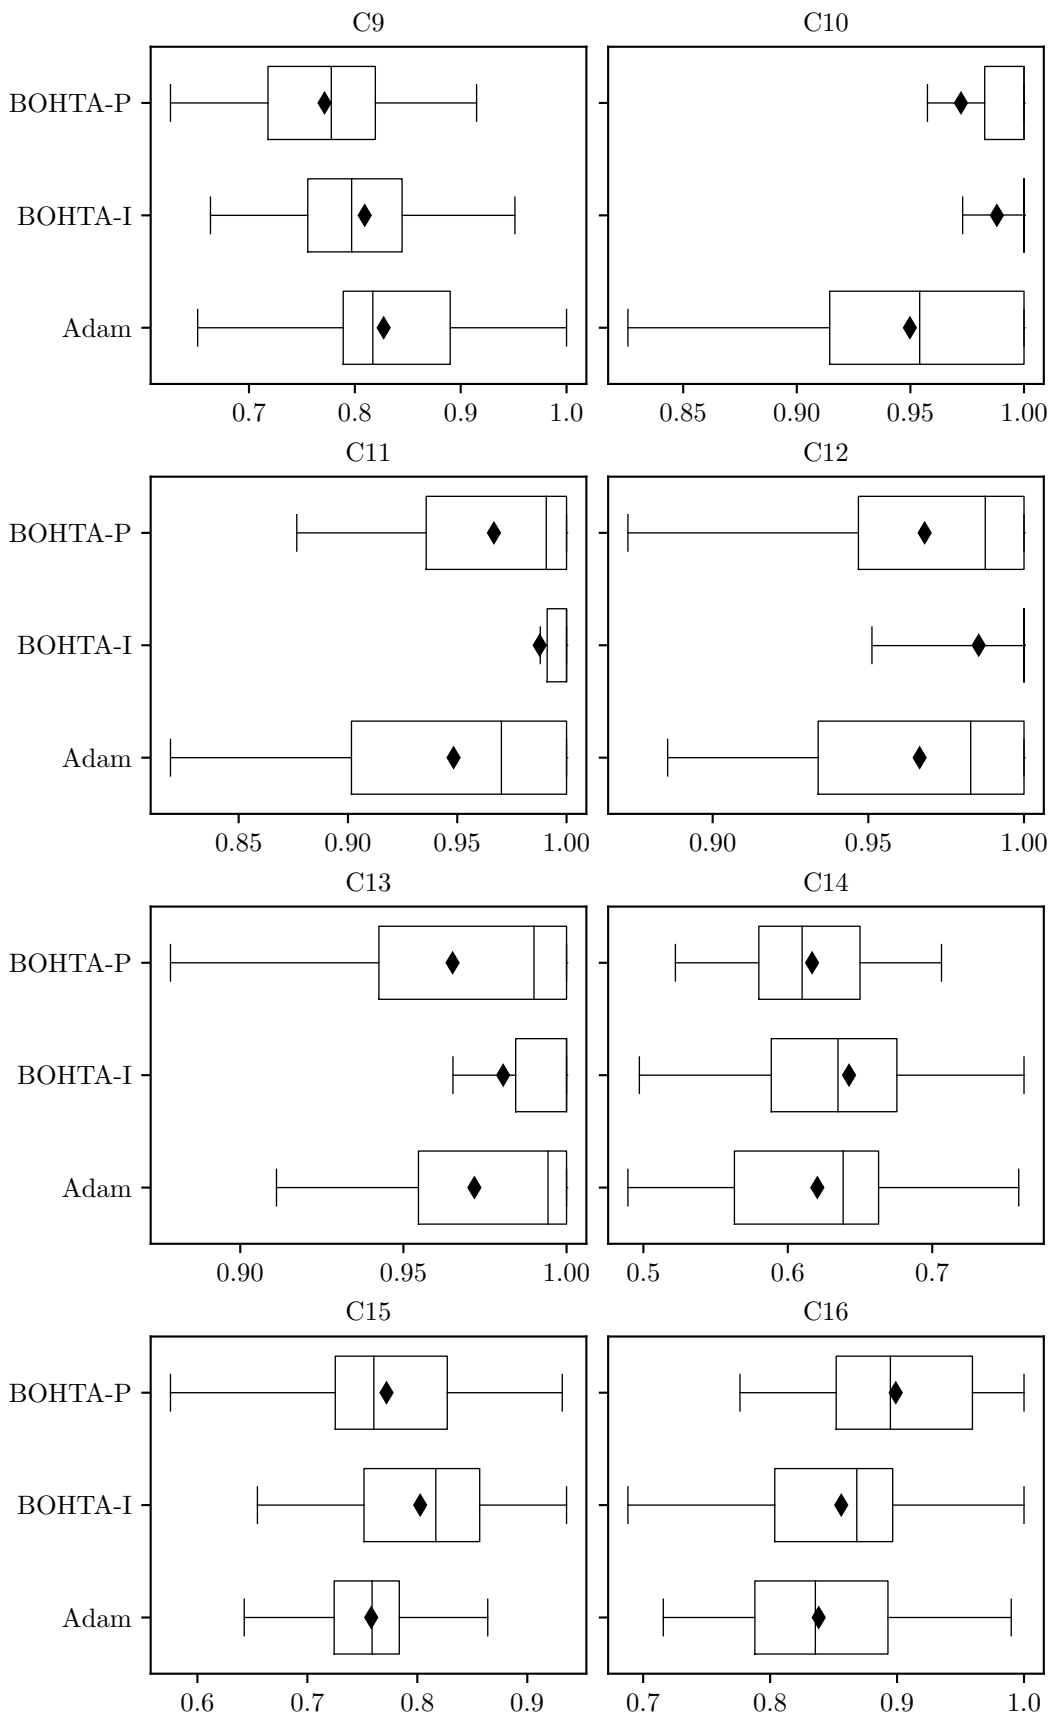 C9 C10
BOHTA-P
BOHTA-I
Adam
0.7 0.8 0.9 1.0 0.85 0.90 0.95 1.00
C11 C12
BOHTA-P
BOHTA-I
Adam
0.85 0.90 0.95 1.00 0.90 0.95 1.00
C13 C14
BOHTA-P
BOHTA-I
Adam
0.90 0.95 1.00 0.5 0.6 0.7
C15 C16
BOHTA-P
BOHTA-I
Adam
0.6 0.7 0.8 0.9 0.7 0.8 0.9 1.0